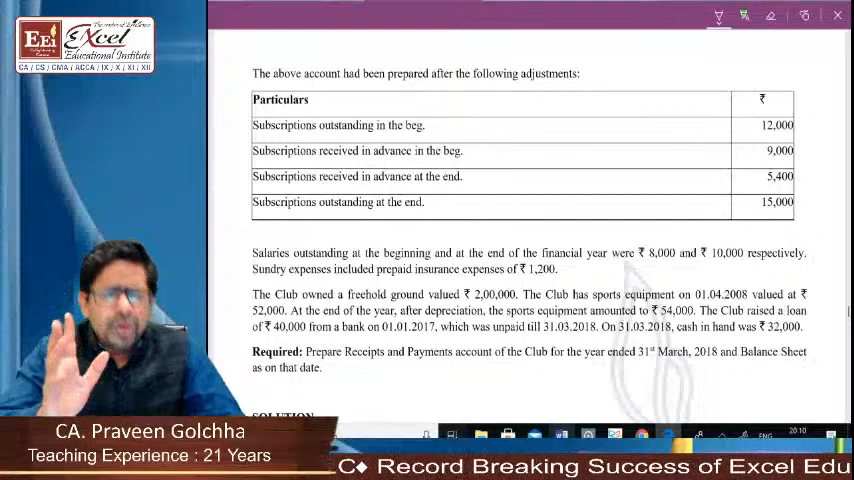 The centre of Excellence
EEi
Excel
Educational Institute
CA / CS / CMA / ACCA / IX / X / XI / XII
The above account had been prepared after the following adjustments:
Particulars ₹
Subscriptions outstanding in the beg. 12,000
Subscriptions received in advance in the beg. 9,000
Subscriptions received in advance at the end. 5,400
Subscriptions outstanding at the end. 15,000
Salaries outstanding at the beginning and at the end of the financial year were ₹ 8,000 and ₹ 10,000 respectively.
Sundry expenses included prepaid insurance expenses of ₹ 1,200.
The Club owned a freehold ground valued ₹ 2,00,000. The Club has sports equipment on 01.04.2008 valued at ₹
52,000. At the end of the year, after depreciation, the sports equipment amounted to ₹ 54,000. The Club raised a loan
of ₹ 40,000 from a bank on 01.01.2017, which was unpaid till 31.03.2018. On 31.03.2018, cash in hand was ₹ 32,000.
Required: Prepare Receipts and Payments account of the Club for the year ended 31st March, 2018 and Balance Sheet
as on that date.
SOLUTION
20:10
ENG
CA. Praveen Golchha
Teaching Experience : 21 Years
C♦ Record Breaking Success of Excel Edu